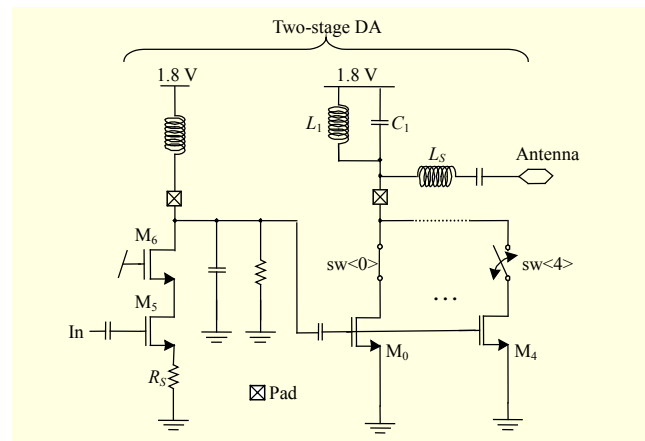 Two-stage DA
1.8 V
1.8 V
L1
C1
LS
Antenna
M6
sw<0>
sw<4>
M5
...
In
M0
M4
RS
Pad